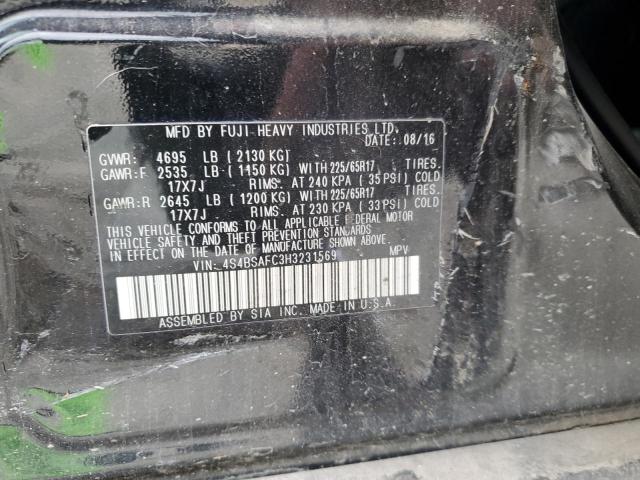 MFD BY FUJI HEAVY INDUSTRIES LTD.
DATE: 08/16
GVWR: 4695 LB (2130 KG)
GAWR:F 2535 LB (1150 KG) WITH 225/65R17 TIRES.
17X7J RIMS. AT 240 KPA (35 PSI) COLD
GAWR:R 2645 LB (1200 KG) WITH 225/65R17 TIRES.
17X7J RIMS. AT 230 KPA (33 PSI) COLD
THIS VEHICLE CONFORMS TO ALL APPLICABLE FEDERAL MOTOR
VEHICLE SAFETY AND THEFT PREVENTION STANDARDS
IN EFFECT ON THE DATE OF MANUFACTURE SHOWN ABOVE.
VIN: 4S4BSAFC3H3231569 MPV
ASSEMBLED BY SIA INC. MADE IN U.S.A